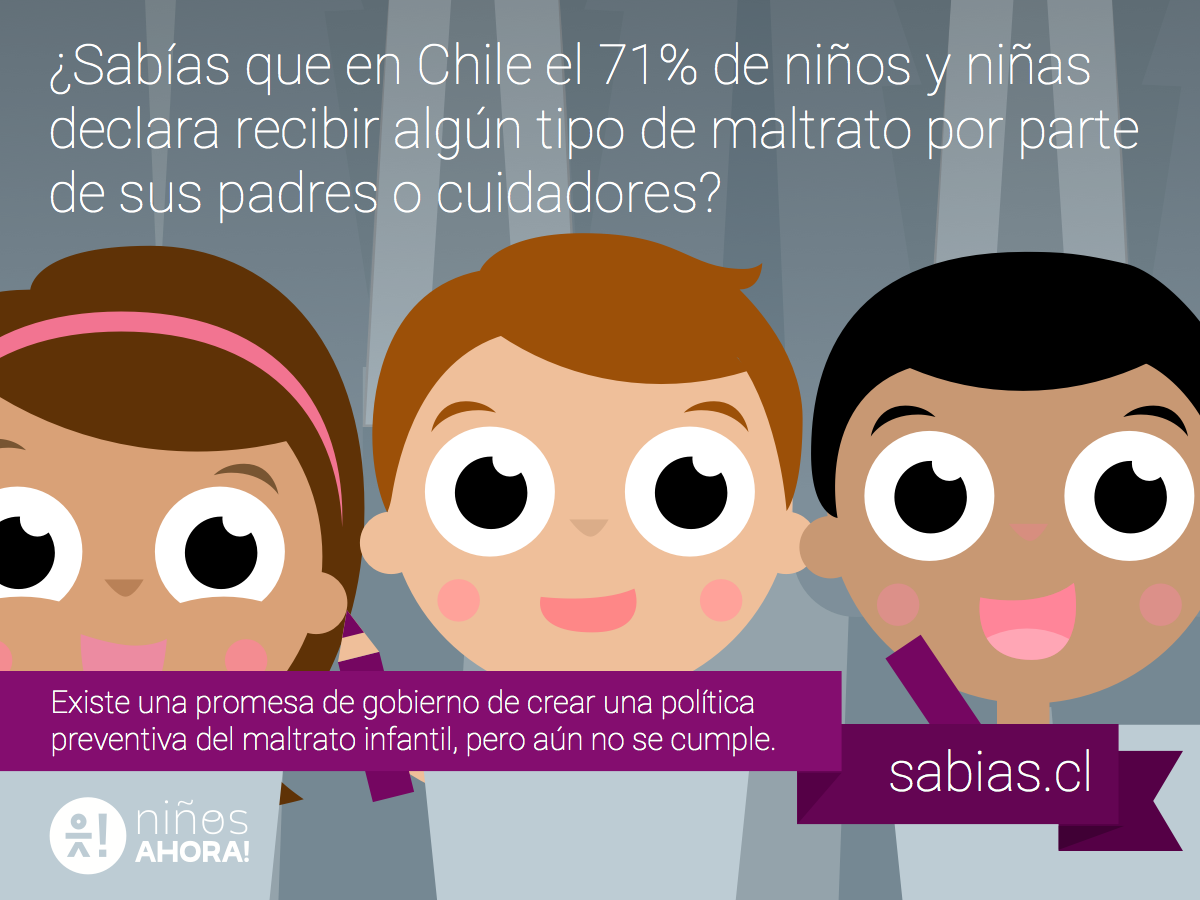 ¿Sabías que en Chile el 71% de niños y niñas
declara recibir algún tipo de maltrato por parte
de sus padres o cuidadores?
Existe una promesa de gobierno de crear una política
preventiva del maltrato infantil, pero aún no se cumple.
sabias.cl
niños
AHORA!